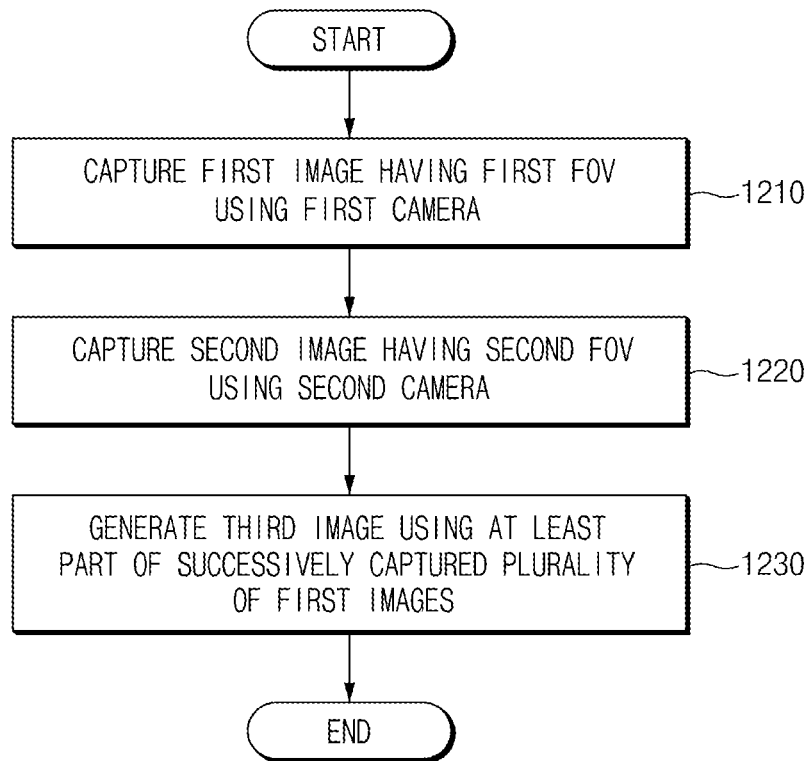 START
CAPTURE FIRST IMAGE HAVING FIRST FOV
USING FIRST CAMERA
1210
CAPTURE SECOND IMAGE HAVING SECOND FOV
USING SECOND CAMERA
1220
GENERATE THIRD IMAGE USING AT LEAST
PART OF SUCCESSIVELY CAPTURED PLURALITY
OF FIRST IMAGES
1230
END